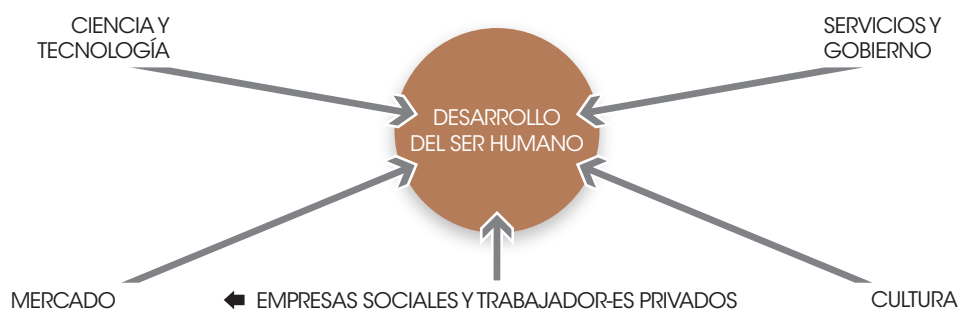 CIENCIA Y
TECNOLOGÍA
SERVICIOS Y
GOBIERNO
DESARROLLO
DEL SER HUMANO
MERCADO
EMPRESAS SOCIALES Y TRABAJADOR-ES PRIVADOS
CULTURA